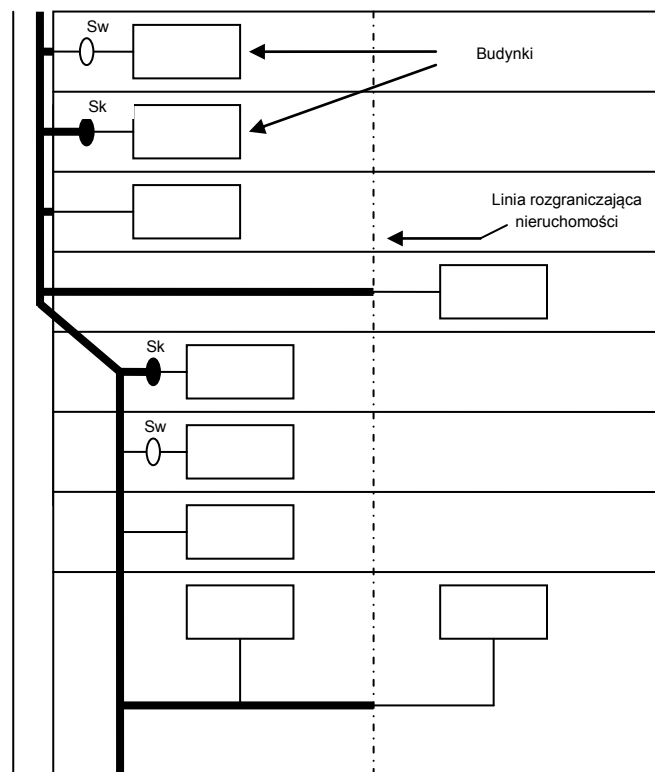 Sw
Budynki
Sk
Linia rozgraniczająca
nieruchomości
Sk
Sw